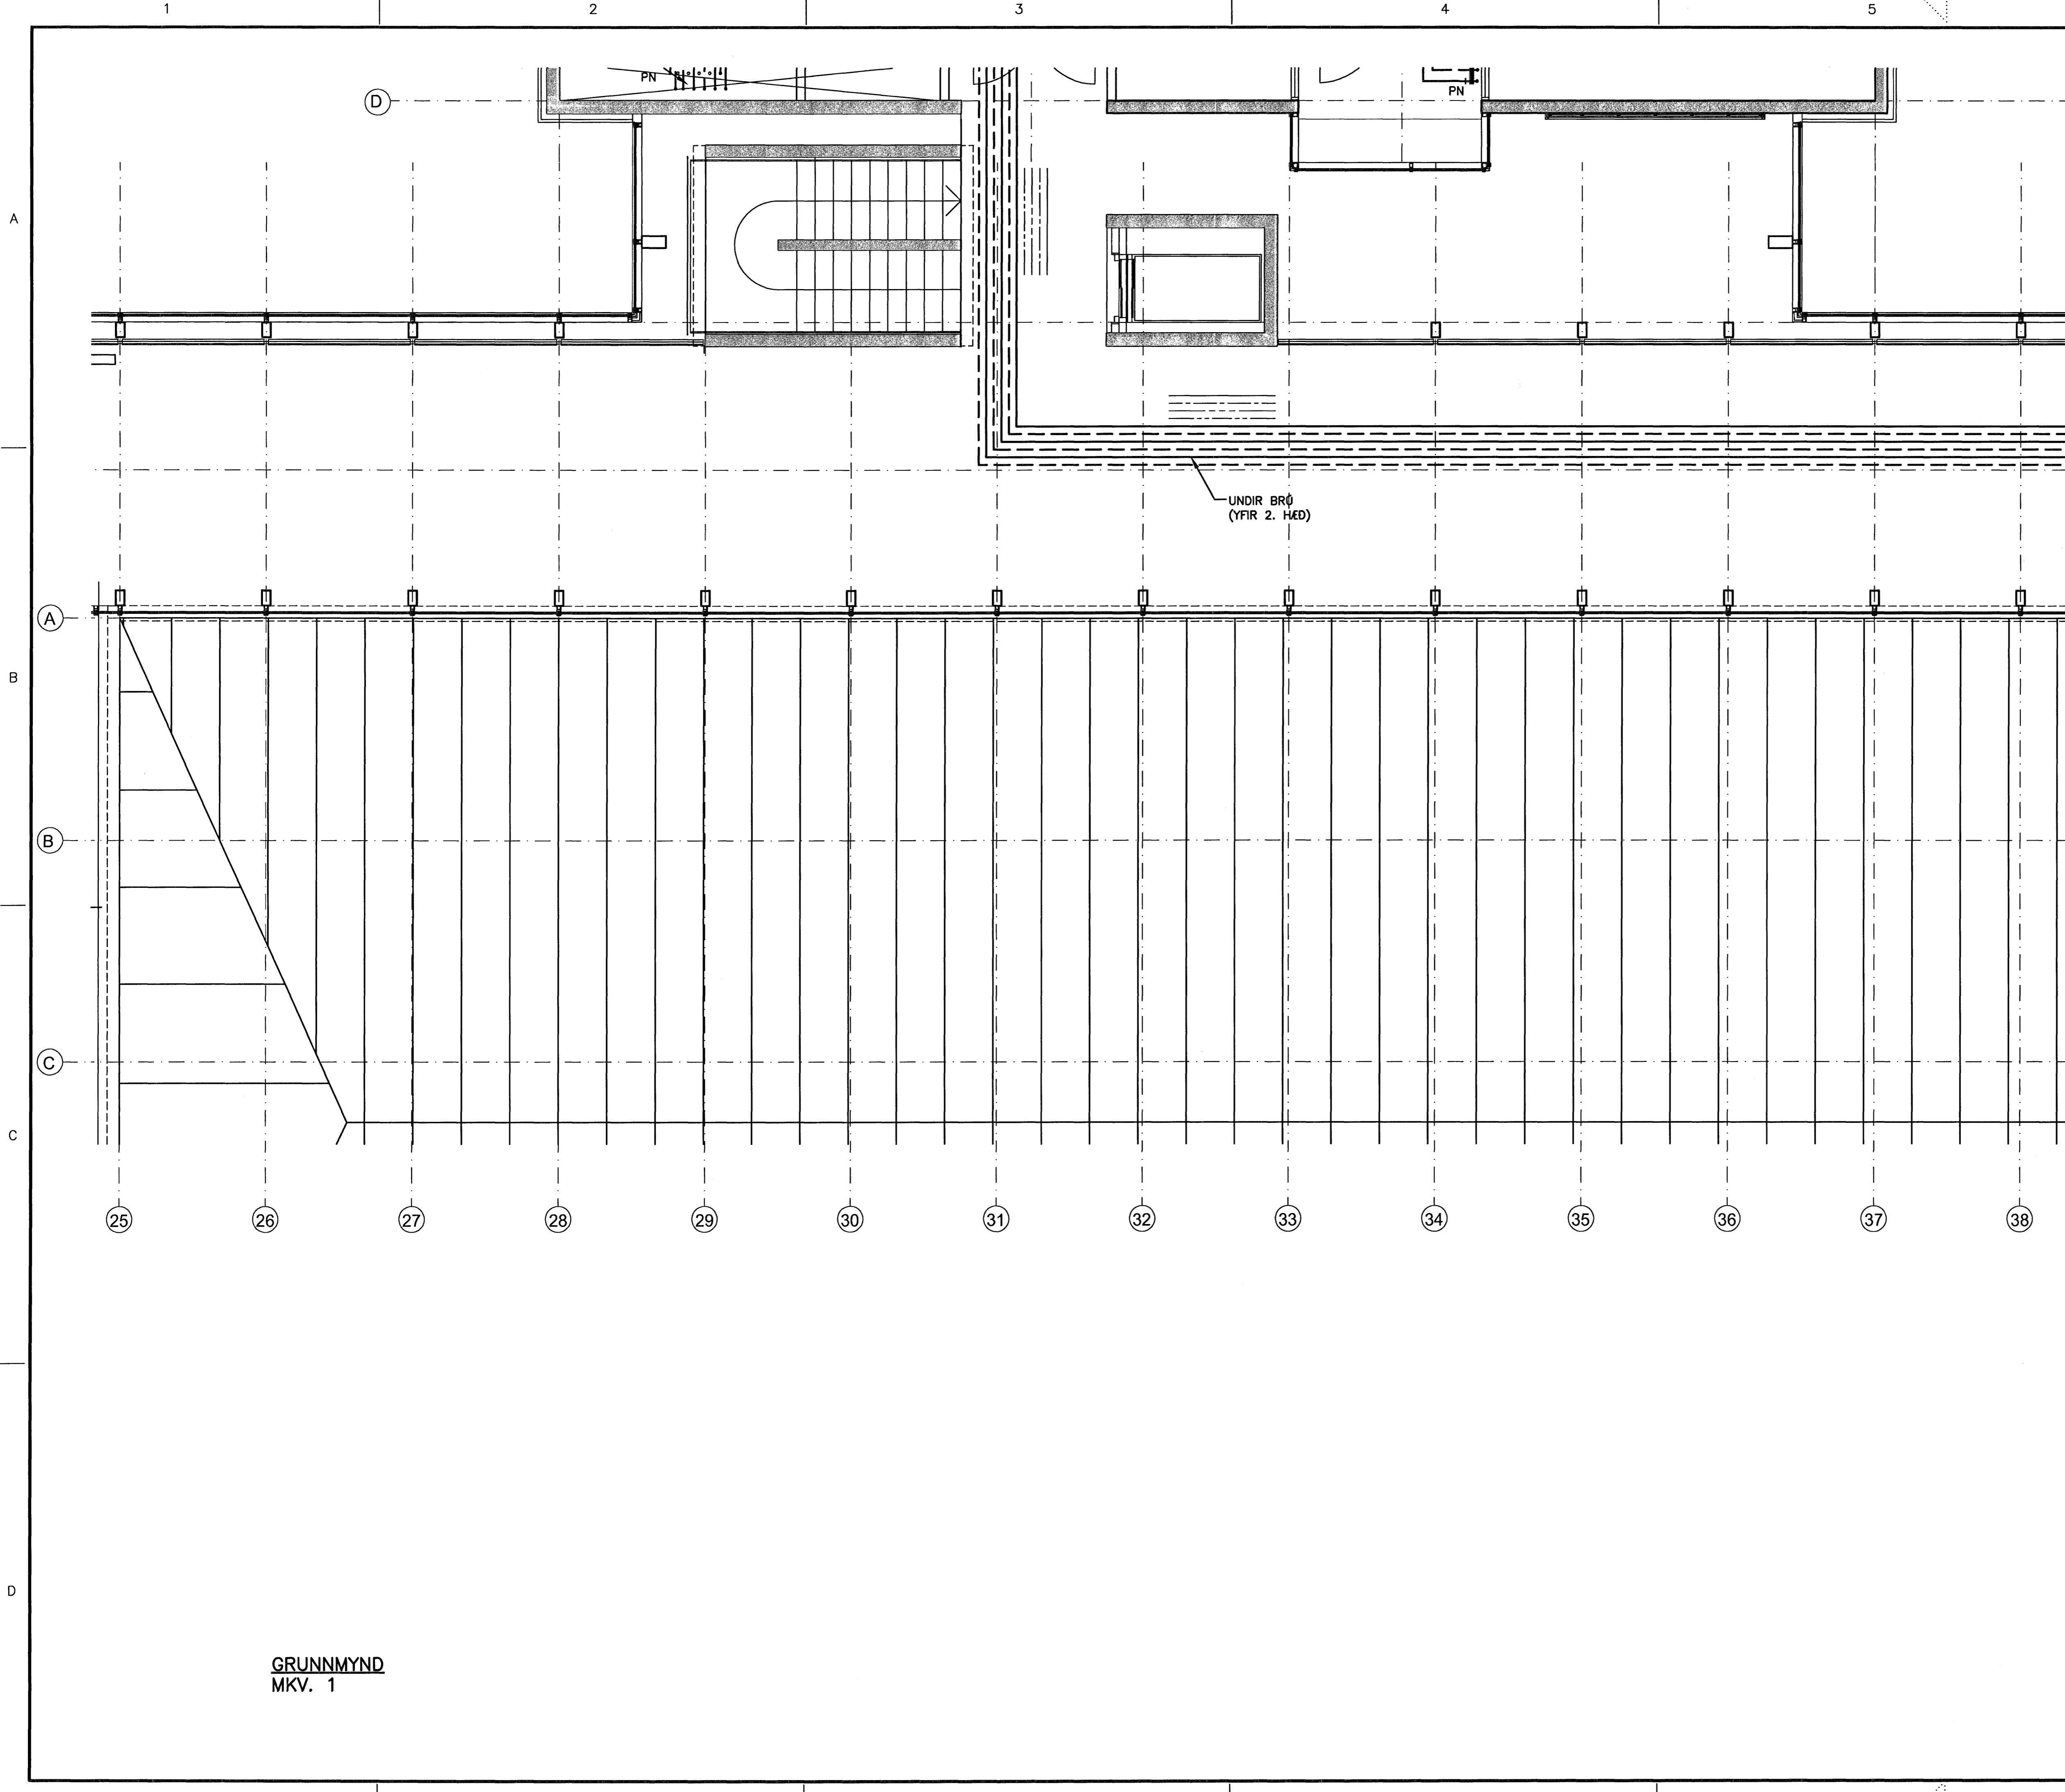 1 2 3 4 5
PN
PN
D
A
UNDIR BRÚ
(YFIR 2. HÆÐ)
A
B
B
C
C
25 26 27 28 29 30 31 32 33 34 35 36 37 38
D
GRUNNMYND
MKV. 1